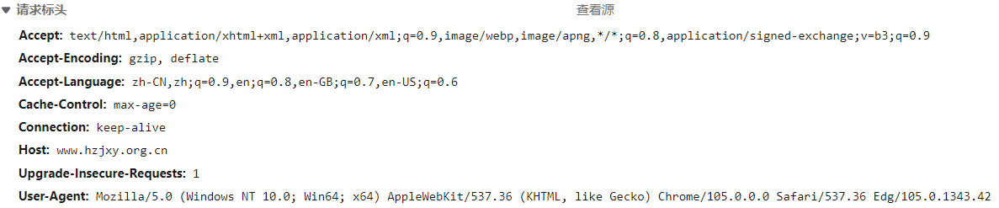 请求标头 查看源
Accept: text/html,application/xhtml+xml,application/xml;q=0.9,image/webp,image/apng,*/*;q=0.8,application/signed-exchange;v=b3;q=0.9
Accept-Encoding: gzip, deflate
Accept-Language: zh-CN,zh;q=0.9,en;q=0.8,en-GB;q=0.7,en-US;q=0.6
Cache-Control: max-age=0
Connection: keep-alive
Host: www.hzjxy.org.cn
Upgrade-Insecure-Requests: 1
User-Agent: Mozilla/5.0 (Windows NT 10.0; Win64; x64) AppleWebKit/537.36 (KHTML, like Gecko) Chrome/105.0.0.0 Safari/537.36 Edg/105.0.1343.42